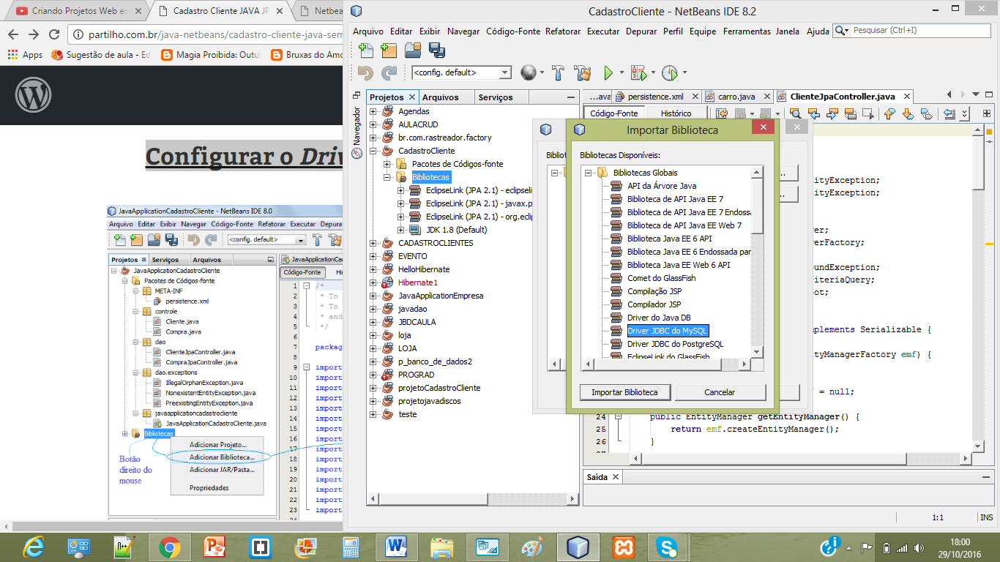 Criando Projetos Web en
Cadastro Cliente JAVA JP
Netbean
partilho.com.br/java-netbeans/cadastro-cliente-java-sem
Apps
Sugestão de aula - Ed
Magia Proibida: Outu
Bruxas do Amo
Configurar o Driv
JavaApplicationCadastroCliente - NetBeans IDE 8.0
Arquivo Editar Exibir Navegar Código-Fonte Refatorar Executar Depura
<config. default>
Projetos
Serviços
Arquivos
JavaApplicationCadastroCliente
Pacotes de Códigos-fonte
META-INF
persistence.xml
controle
Cliente.java
Compra.java
dao
ClienteJpaController.java
CompraJpaController.java
dao.exceptions
IllegalOrphanException.java
NonexistentEntityException.java
PreexistingEntityException.java
javaapplicationcadastrocliente
JavaApplicationCadastroCliente.java
Bibliotecas
Botão
direito do
mouse
Adicionar Projeto...
Adicionar Biblioteca...
Adicionar JAR/Pasta...
Propriedades
JavaApplicationCad
Código-Fonte
His
1 /*
2 * To
3 * To
4 * and
5 */
6
7 packag
8
9 import
10 import
11 import
12 import
13 import
14 import
15 import
16 import
17 import
18 import
19 import
20 import
21 import
22 import
23 import
CadastroCliente - NetBeans IDE 8.2
Arquivo Editar Exibir Navegar Código-Fonte Refatorar Executar Depurar Perfil Equipe Ferramentas Janela Ajuda
Pesquisar (Ctrl+I)
<config. default>
Navegador
Projetos
Arquivos
Serviços
Agendas
AULACRUD
br.com.rastreador.factory
CadastroCliente
Pacotes de Códigos-fonte
Bibliotecas
EclipseLink (JPA 2.1) - eclipseli
EclipseLink (JPA 2.1) - javax.p
EclipseLink (JPA 2.1) - org.eclip
JDK 1.8 (Default)
CADASTROCLIENTES
EVENTO
HelloHibernate
Hibernate1
JavaApplicationEmpresa
javadao
JBDCAULA
loja
LOJA
p_banco_de_dados2
PROGRAD
projetoCadastroCliente
projetojavadiscos
teste
...ava
persistence.xml
carro.java
ClienteJpaController.java
Código-Fonte
Histórico
Bibliot
Importar Biblioteca
Bibliotecas Disponíveis:
Bibliotecas Globais
API da Árvore Java
Biblioteca de API Java EE 7
Biblioteca de API Java EE 7 Endossa
Biblioteca de API Java EE Web 7
Biblioteca Java EE 6 API
Biblioteca Java EE 6 Endossada par
Biblioteca Java EE Web 6 API
Comet do GlassFish
Compilação JSP
Compilador JSP
Driver do Java DB
Driver JDBC do MySQL
Driver JDBC do PostgreSQL
EclipseLink do GlassFish
Importar Biblioteca
Cancelar
ityException;
ityException;
er;
erFactory;
oundException;
riteriaQuery;
ot;
mplements Serializable {
ityManagerFactory emf) {
= null;
24 public EntityManager getEntityManager() {
25 return emf.createEntityManager();
26 }
Saída
1:1
INS
18:00
29/10/2016